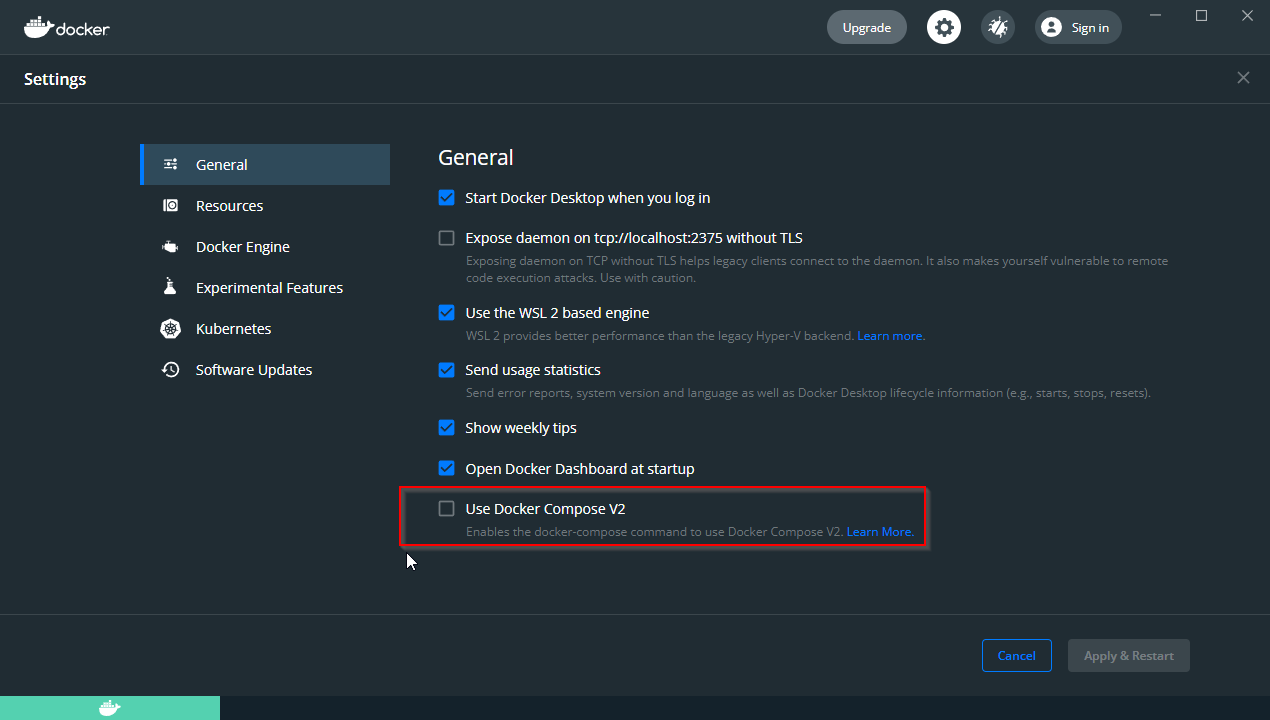 docker
Upgrade
Sign in
Settings
General
Resources
Docker Engine
Experimental Features
Kubernetes
Software Updates
General
Start Docker Desktop when you log in
Expose daemon on tcp://localhost:2375 without TLS
Exposing daemon on TCP without TLS helps legacy clients connect to the daemon. It also makes yourself vulnerable to remote
code execution attacks. Use with caution.
Use the WSL 2 based engine
WSL 2 provides better performance than the legacy Hyper-V backend. Learn more.
Send usage statistics
Send error reports, system version and language as well as Docker Desktop lifecycle information (e.g., starts, stops, resets).
Show weekly tips
Open Docker Dashboard at startup
Use Docker Compose V2
Enables the docker-compose command to use Docker Compose V2. Learn More.
Cancel
Apply & Restart